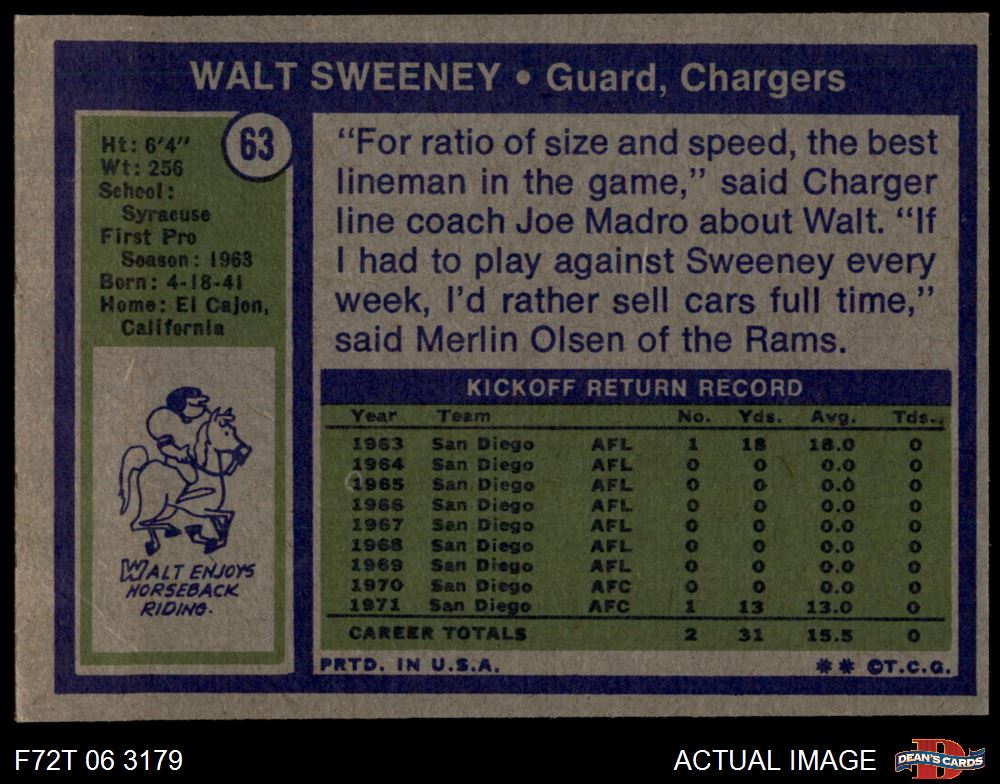 WALT SWEENEY • Guard, Chargers
63
Ht: 6'4"
Wt: 256
School:
Syracuse
First Pro
Season: 1963
Born: 4-18-41
Home: El Cajon,
California
WALT ENJOYS
HORSEBACK
RIDING.
“For ratio of size and speed, the best
lineman in the game,” said Charger
line coach Joe Madro about Walt. “If
I had to play against Sweeney every
week, I’d rather sell cars full time,”
said Merlin Olsen of the Rams.
KICKOFF RETURN RECORD
Year Team No. Yds. Avg. Tds.
1963 San Diego AFL 1 18 18.0 0
1964 San Diego AFL 0 0 0.0 0
1965 San Diego AFL 0 0 0.0 0
1966 San Diego AFL 0 0 0.0 0
1967 San Diego AFL 0 0 0.0 0
1968 San Diego AFL 0 0 0.0 0
1969 San Diego AFL 0 0 0.0 0
1970 San Diego AFC 0 0 0.0 0
1971 San Diego AFC 1 13 13.0 0
CAREER TOTALS 2 31 15.5 0
PRTD. IN U.S.A. ** ©T.C.G.
F72T 06 3179 ACTUAL IMAGE DEAN'S CARDS